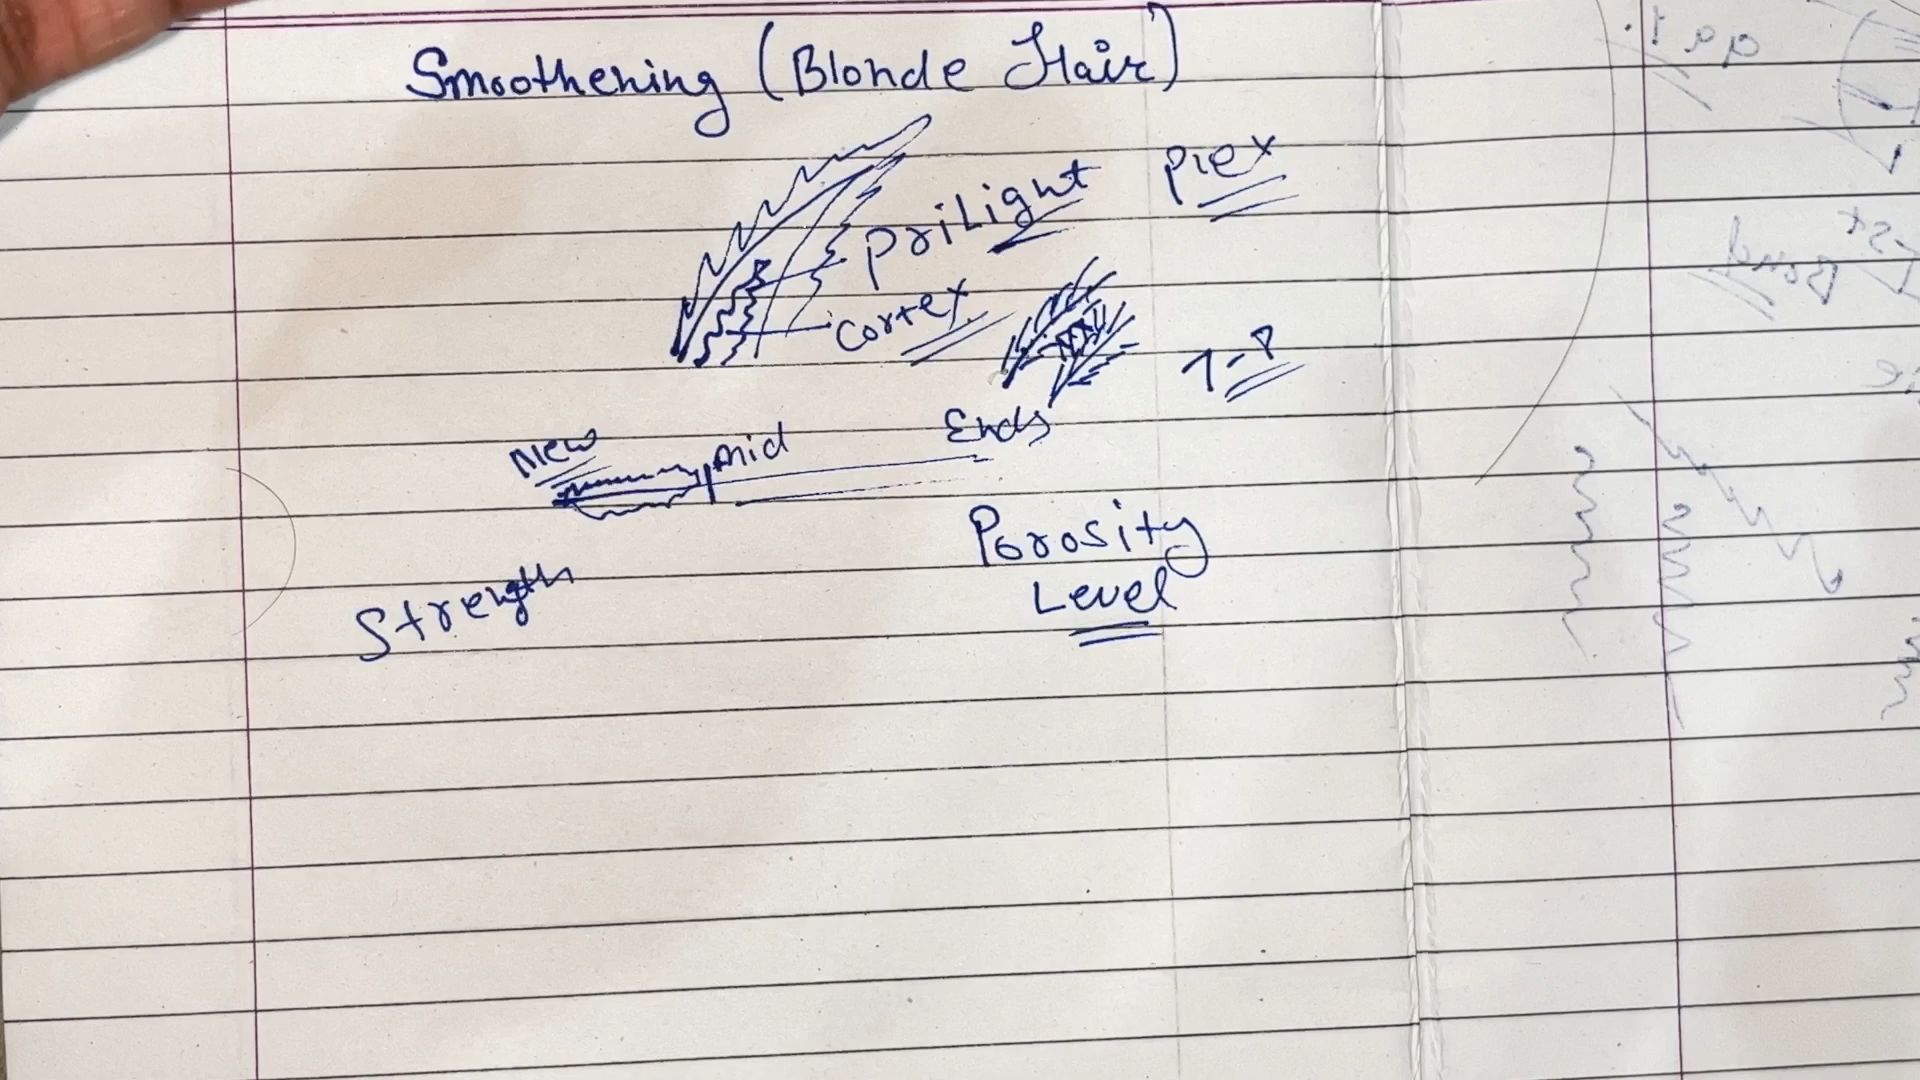 Smoothening (Blonde Hair)
PriLight Plex
Cortex
New Mid Ends
Porosity
Level
Strength